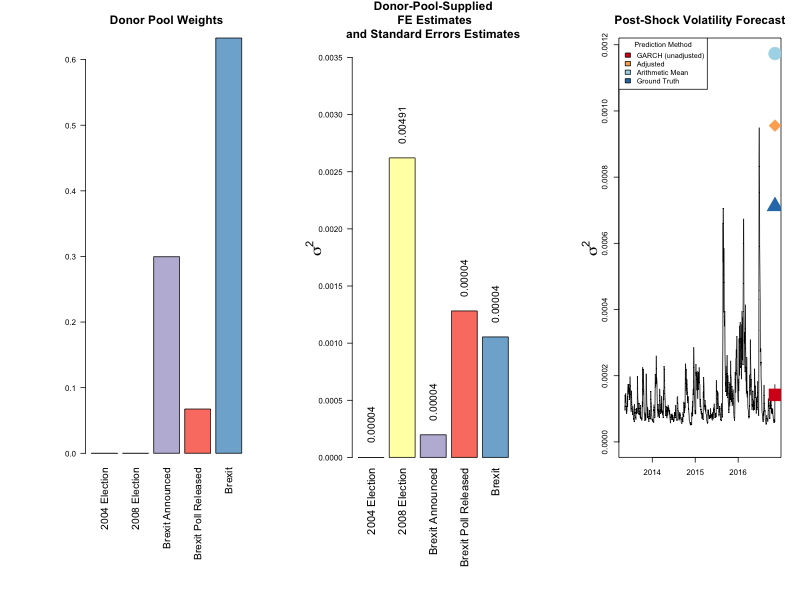 Donor Pool Weights
0.6
0.5
0.4
0.3
0.2
0.1
0.0
2004 Election
2008 Election
Brexit Announced
Brexit Poll Released
Brexit
Donor-Pool-Supplied
FE Estimates
and Standard Errors Estimates
σ²
0.0035
0.0030
0.0025
0.0020
0.0015
0.0010
0.0005
0.0000
0.00004
0.00491
0.00004
0.00004
0.00004
2004 Election
2008 Election
Brexit Announced
Brexit Poll Released
Brexit
Post-Shock Volatility Forecast
σ²
0.0012
0.0010
0.0008
0.0006
0.0004
0.0002
0.0000
Prediction Method
GARCH (unadjusted)
Adjusted
Arithmetic Mean
Ground Truth
2014 2015 2016